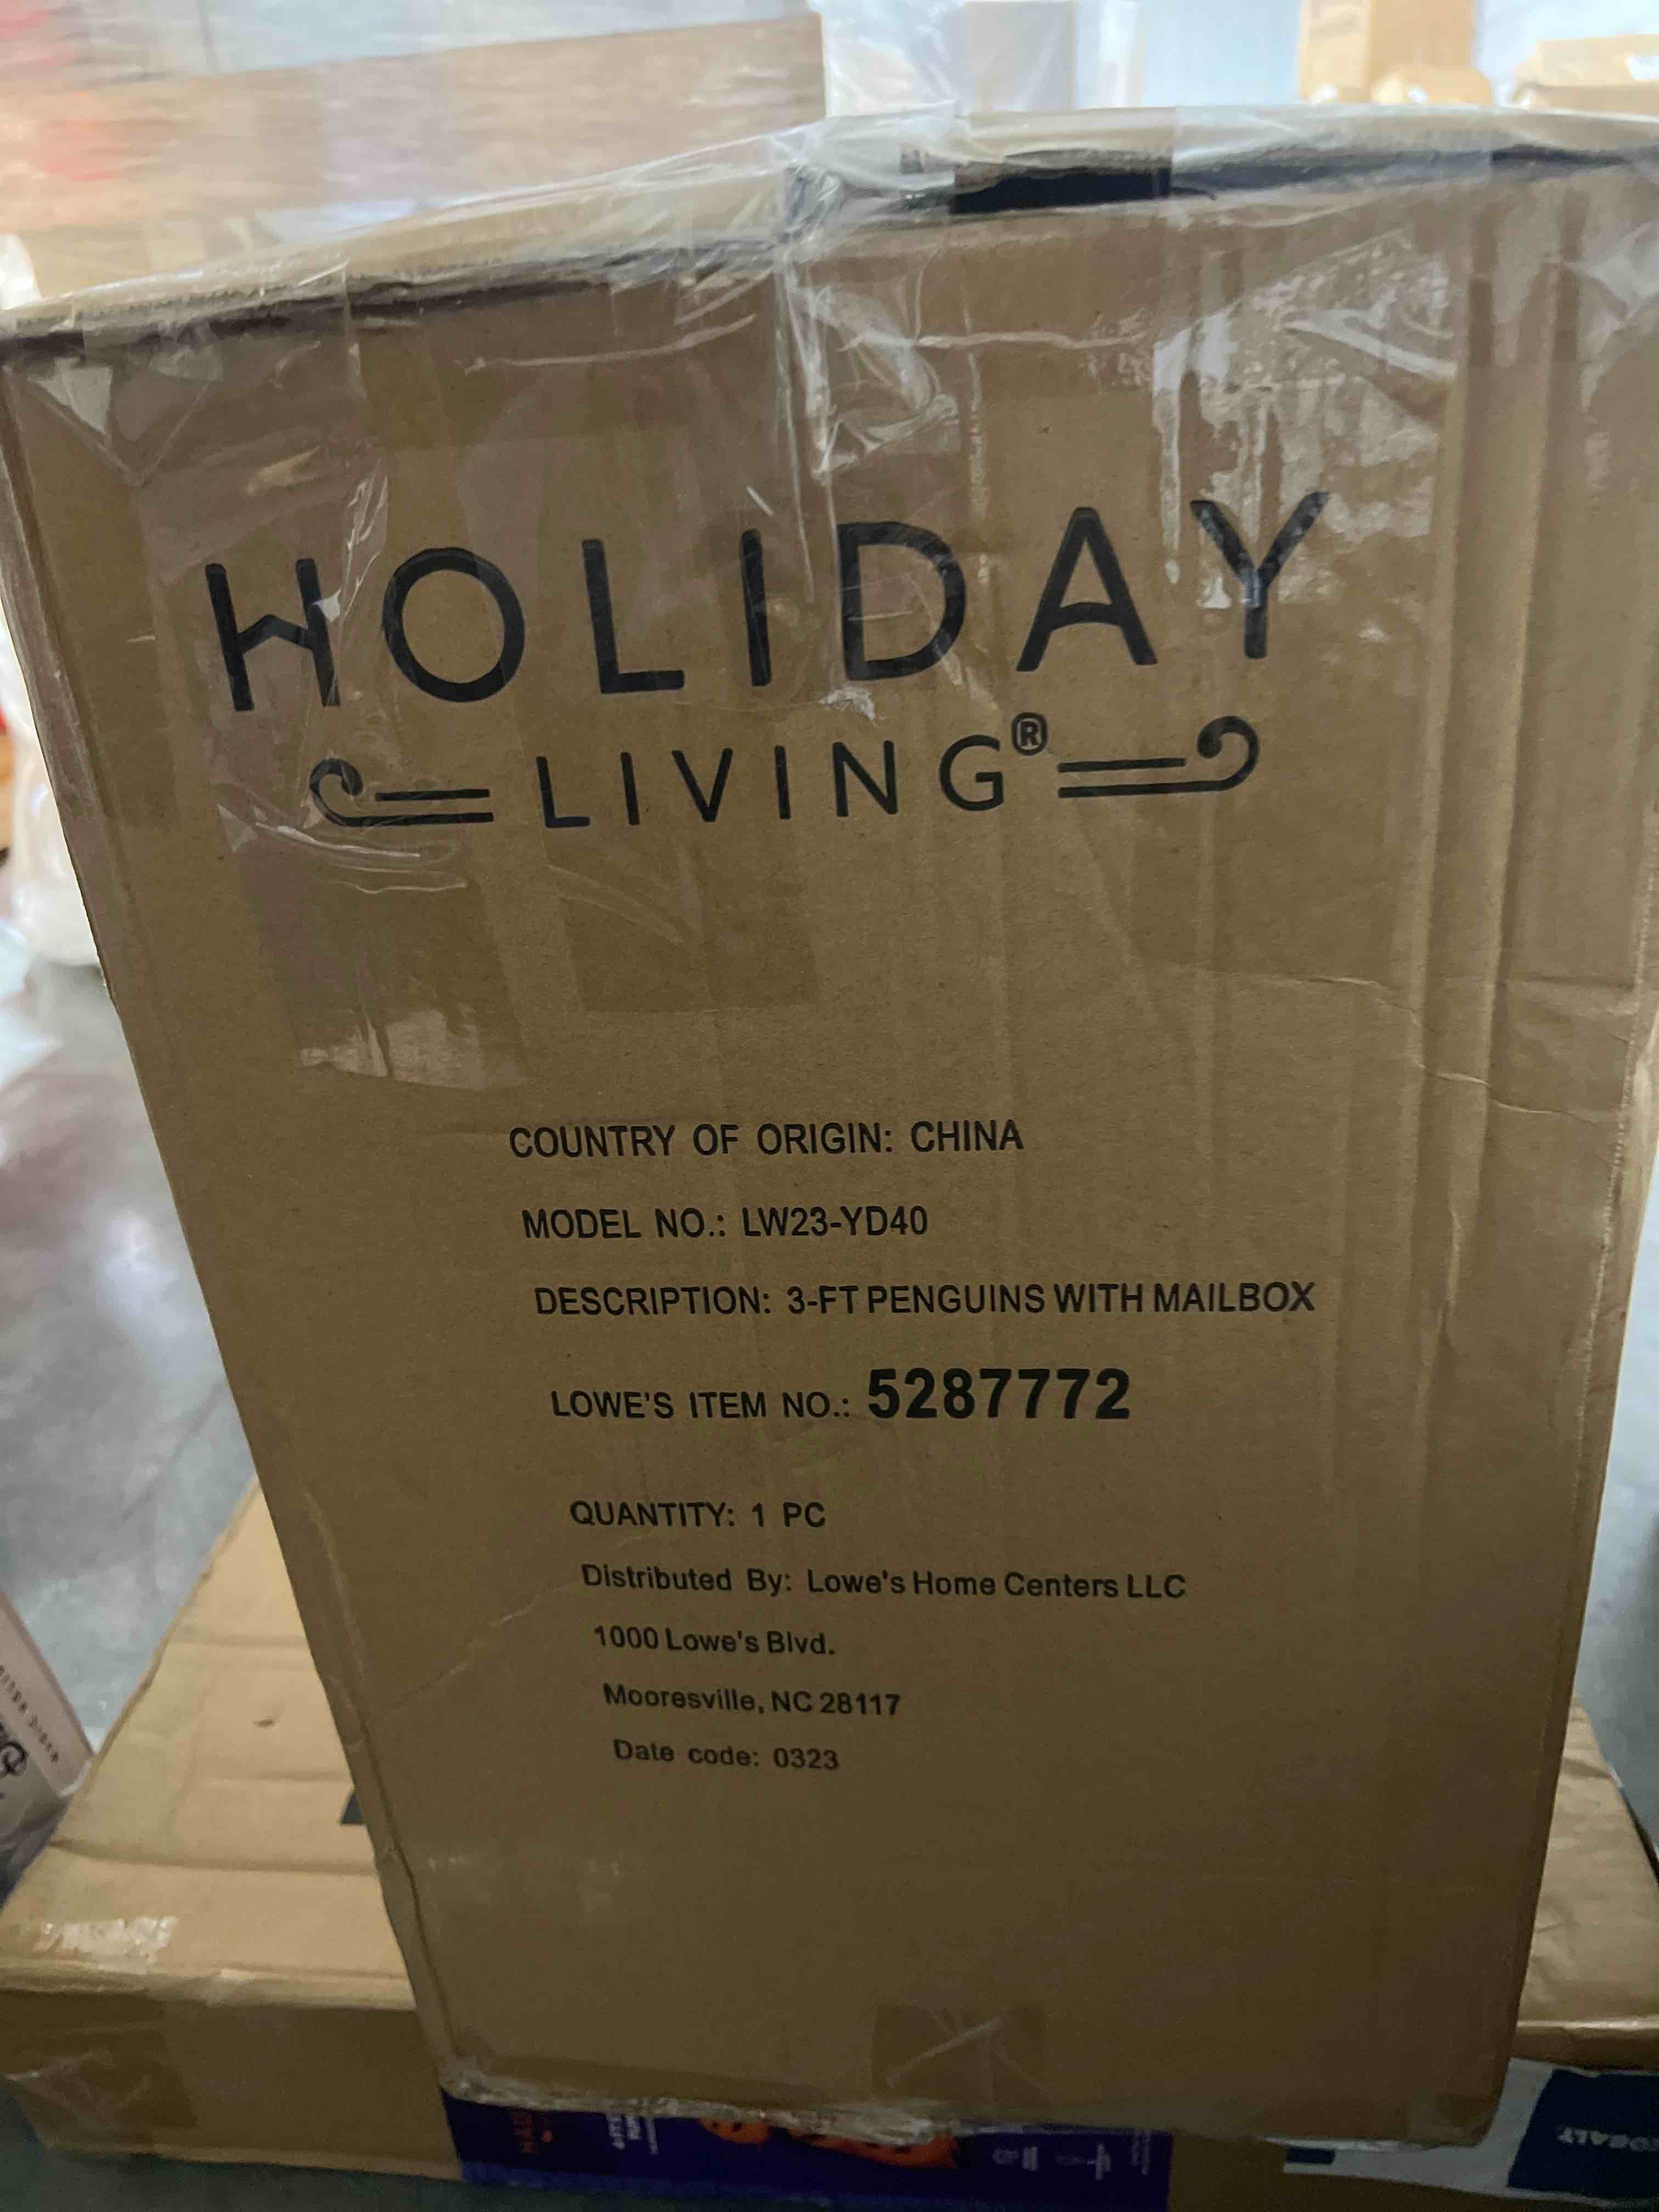 HOLIDAY
LIVING®
COUNTRY OF ORIGIN: CHINA
MODEL NO.: LW23-YD40
DESCRIPTION: 3-FT PENGUINS WITH MAILBOX
LOWE'S ITEM NO.: 5287772
QUANTITY: 1 PC
Distributed By: Lowe's Home Centers LLC
1000 Lowe's Blvd.
Mooresville, NC 28117
Date code: 0323